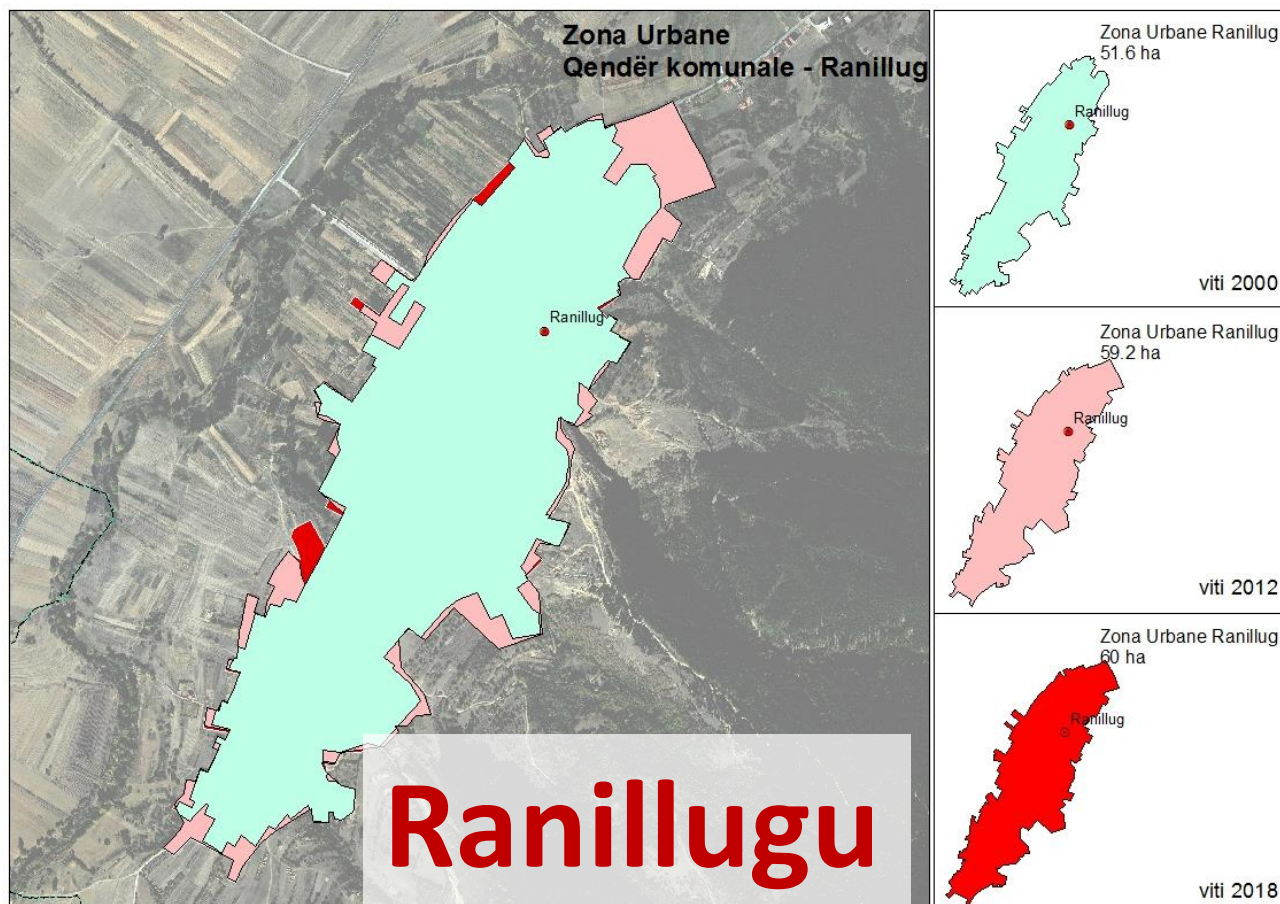 Zona Urbane
Qendër komunale - Ranillug
Ranillug
Ranillugu
Zona Urbane Ranillug
51.6 ha
Ranillug
viti 2000
Zona Urbane Ranillug
59.2 ha
Ranillug
viti 2012
Zona Urbane Ranillug
60 ha
Ranillug
viti 2018